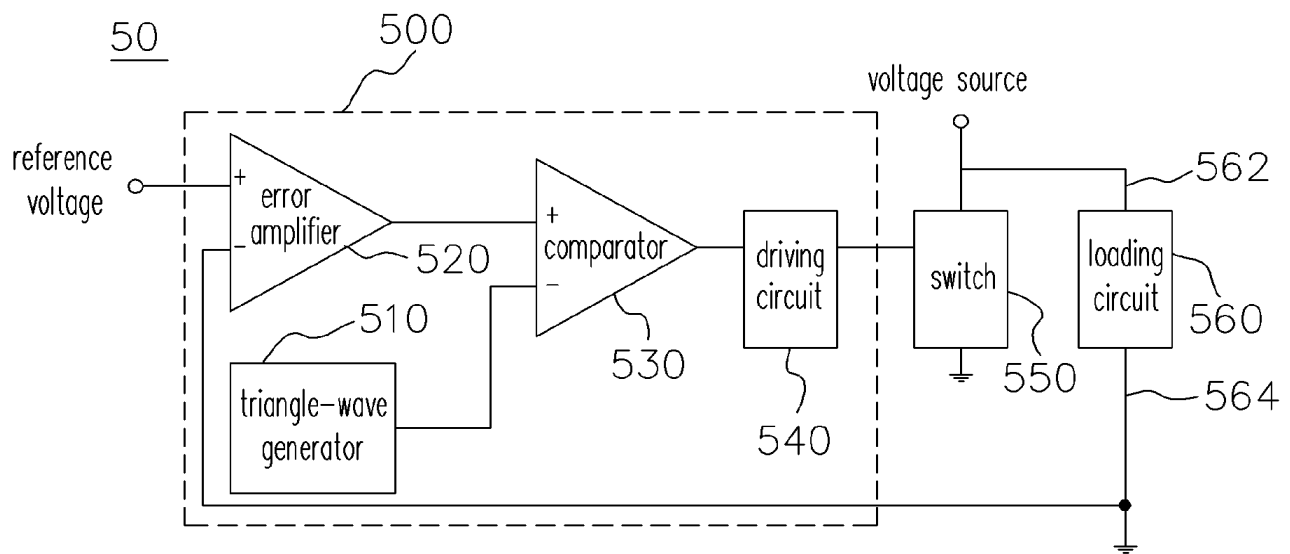 50
500
voltage source
reference
voltage
+
error
amplifier
−
520
+
comparator
−
530
driving
circuit
540
switch
550
562
loading
circuit
560
564
510
triangle−wave
generator